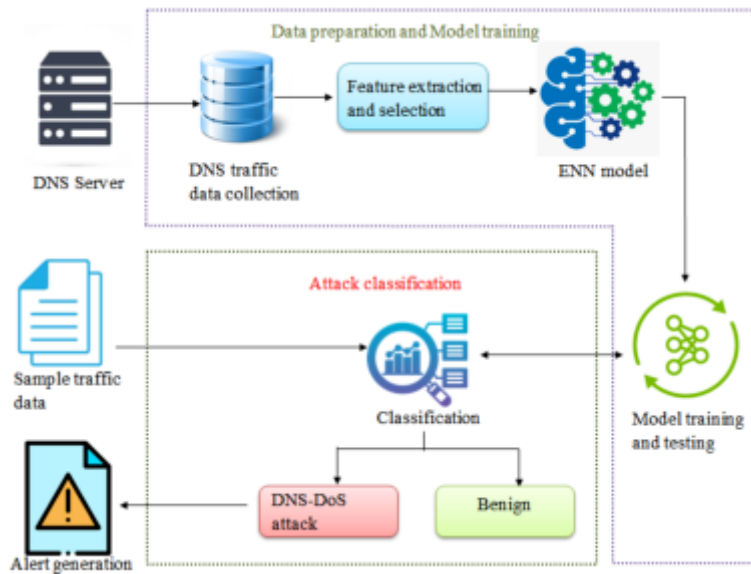 Data preparation and Model training
Feature extraction
and selection
DNS Server
DNS traffic
data collection
ENN model
Attack classification
Sample traffic
data
Classification
Model training
and testing
DNS-DoS
attack
Benign
Alert generation